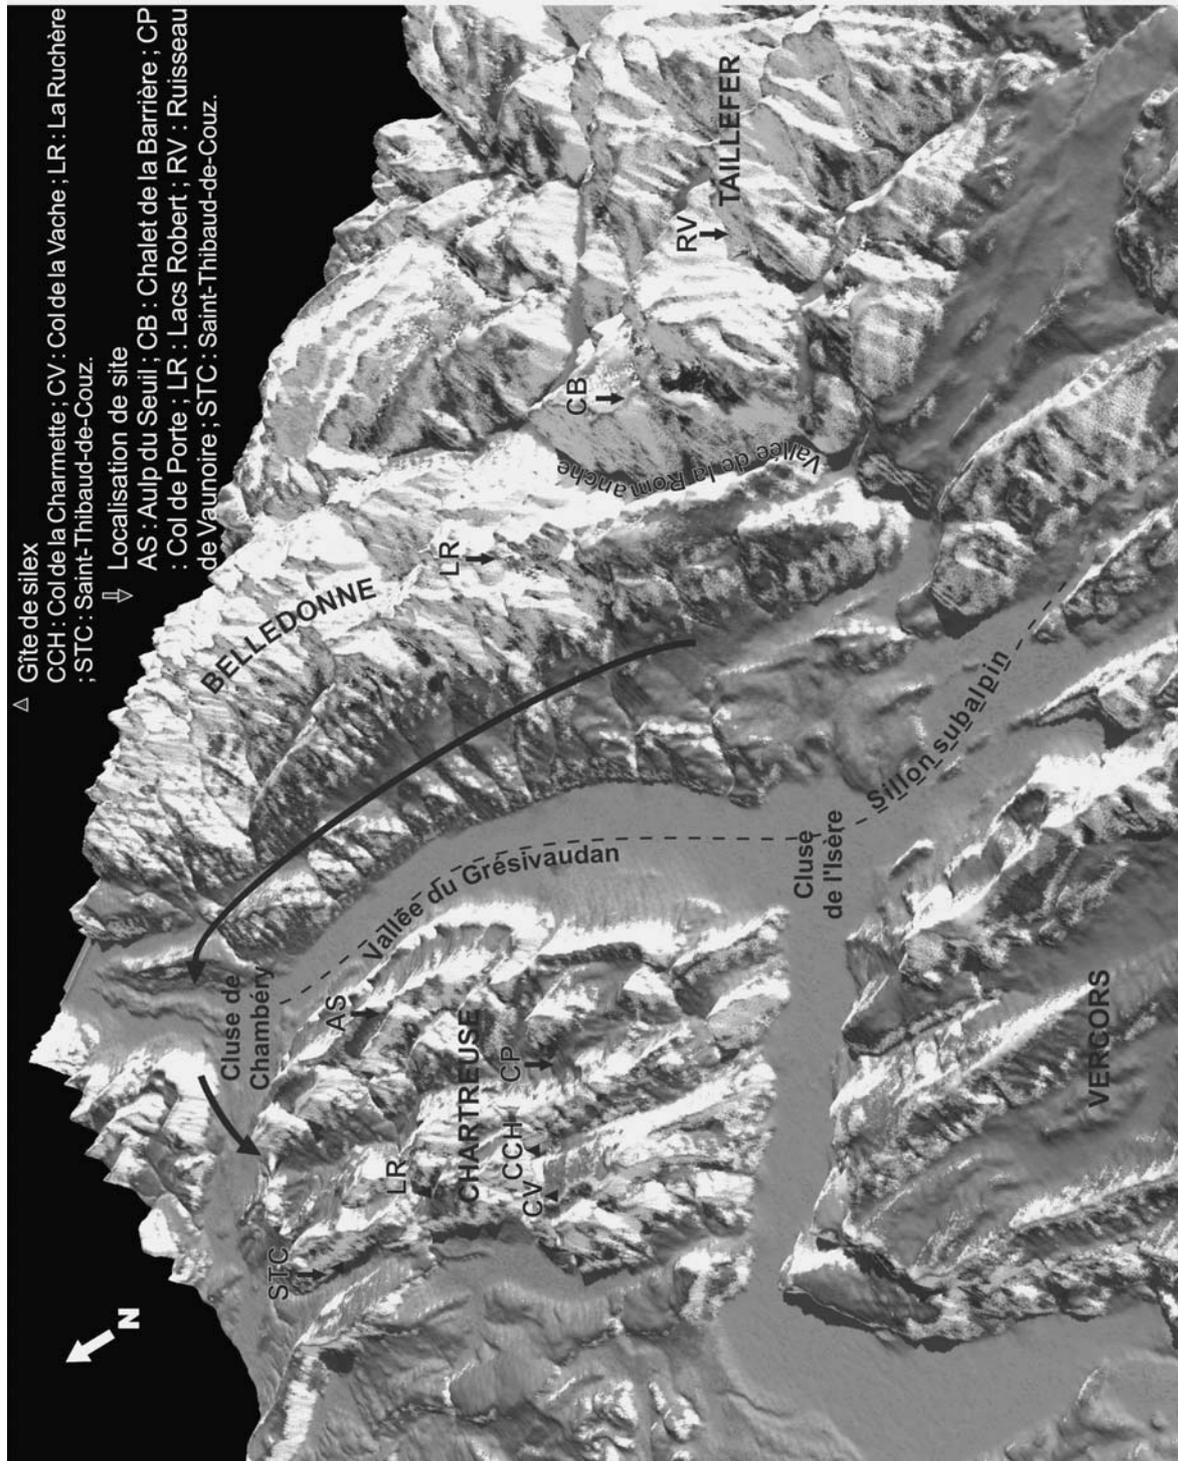 Gîte de silex
CCH : Col de la Charmette ; CV : Col de la Vache ; LR : La Ruchère
; STC : Saint-Thibaud-de-Couz.
Localisation de site
AS : Aulp du Seuil ; CB : Chalet de la Barrière ; CP
: Col de Porte ; LR : Lacs Robert ; RV : Ruisseau
de Vaunoire ; STC : Saint-Thibaud-de-Couz.
N
BELLEDONNE
Cluse de
Chambéry
STC
AS
LR
LR
CHARTREUSE
CP
CCH
CV
Vallée du Grésivaudan
CB
Vallée de la Romanche
RV
TAILLEFER
Cluse
de l'Isère
Sillon subalpin
VERCORS